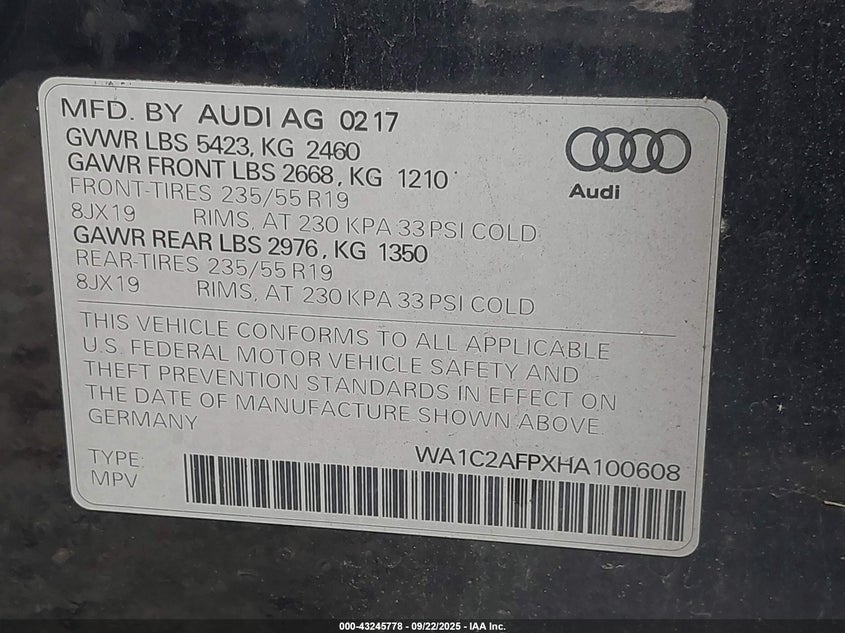 MFD. BY AUDI AG 0217
GVWR LBS 5423, KG 2460
GAWR FRONT LBS 2668, KG 1210
FRONT-TIRES 235/55 R19
8JX19 RIMS, AT 230 KPA 33 PSI COLD
GAWR REAR LBS 2976, KG 1350
REAR-TIRES 235/55 R19
8JX19 RIMS, AT 230 KPA 33 PSI COLD
Audi
THIS VEHICLE CONFORMS TO ALL APPLICABLE
U.S. FEDERAL MOTOR VEHICLE SAFETY AND
THEFT PREVENTION STANDARDS IN EFFECT ON
THE DATE OF MANUFACTURE SHOWN ABOVE.
GERMANY
WA1C2AFPXHA100608
TYPE:
MPV
000-43245778 - 09/22/2025 - IAA Inc.